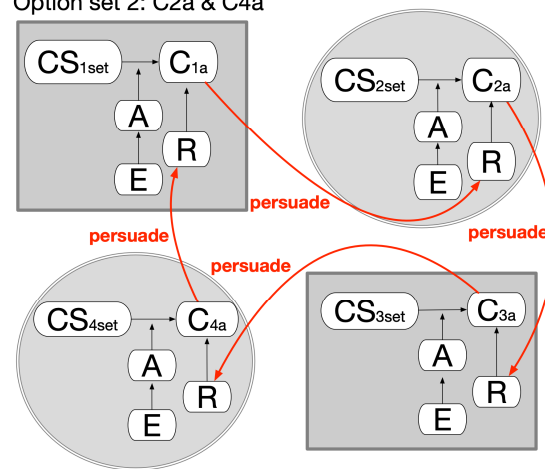 Option set 2: C2a & C4a
CS1set
C1a
A
R
E
CS2set
C2a
A
R
E
persuade
persuade
persuade
persuade
CS4set
C4a
A
R
E
CS3set
C3a
A
R
E